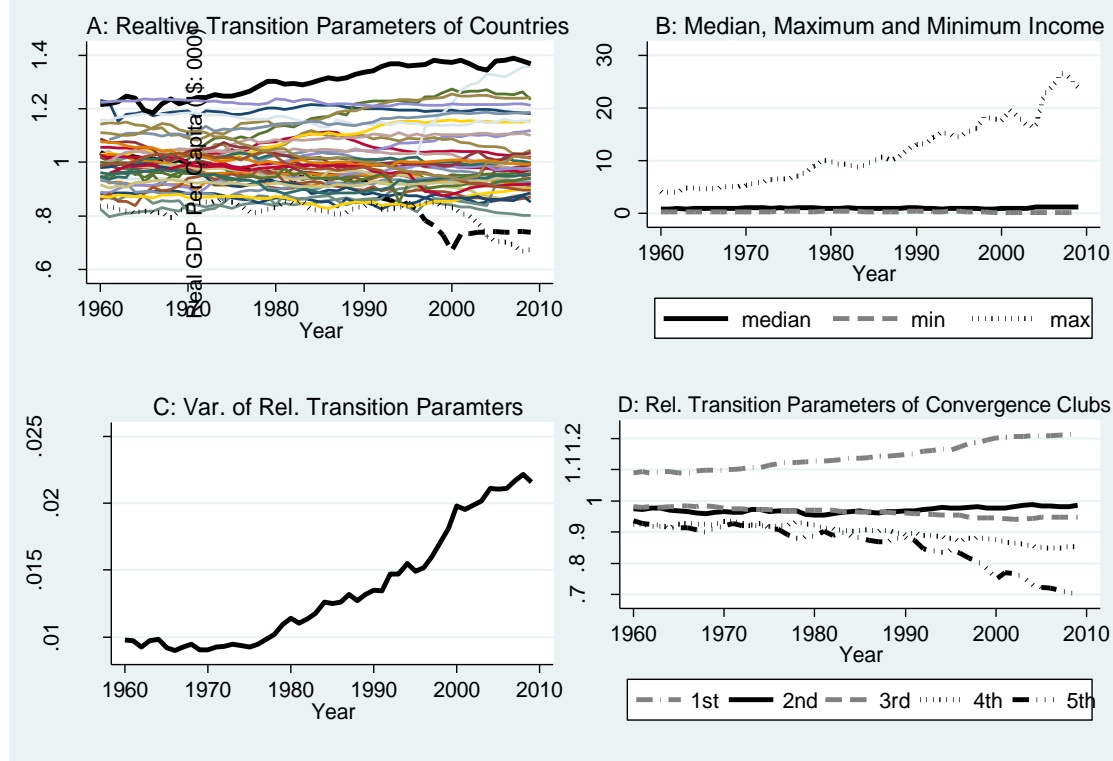 A: Realtive Transition Parameters of Countries
1.4
1.2
1
.8
.6
1960 1970 1980 1990 2000 2010
Year
Real GDP Per Capita ($: 000)
B: Median, Maximum and Minimum Income
30
20
10
0
1960 1970 1980 1990 2000 2010
Year
median min max
C: Var. of Rel. Transition Paramters
.025
.02
.015
.01
1960 1970 1980 1990 2000 2010
Year
D: Rel. Transition Parameters of Convergence Clubs
1.2
1.1
1
.9
.8
.7
1960 1970 1980 1990 2000 2010
Year
1st 2nd 3rd 4th 5th